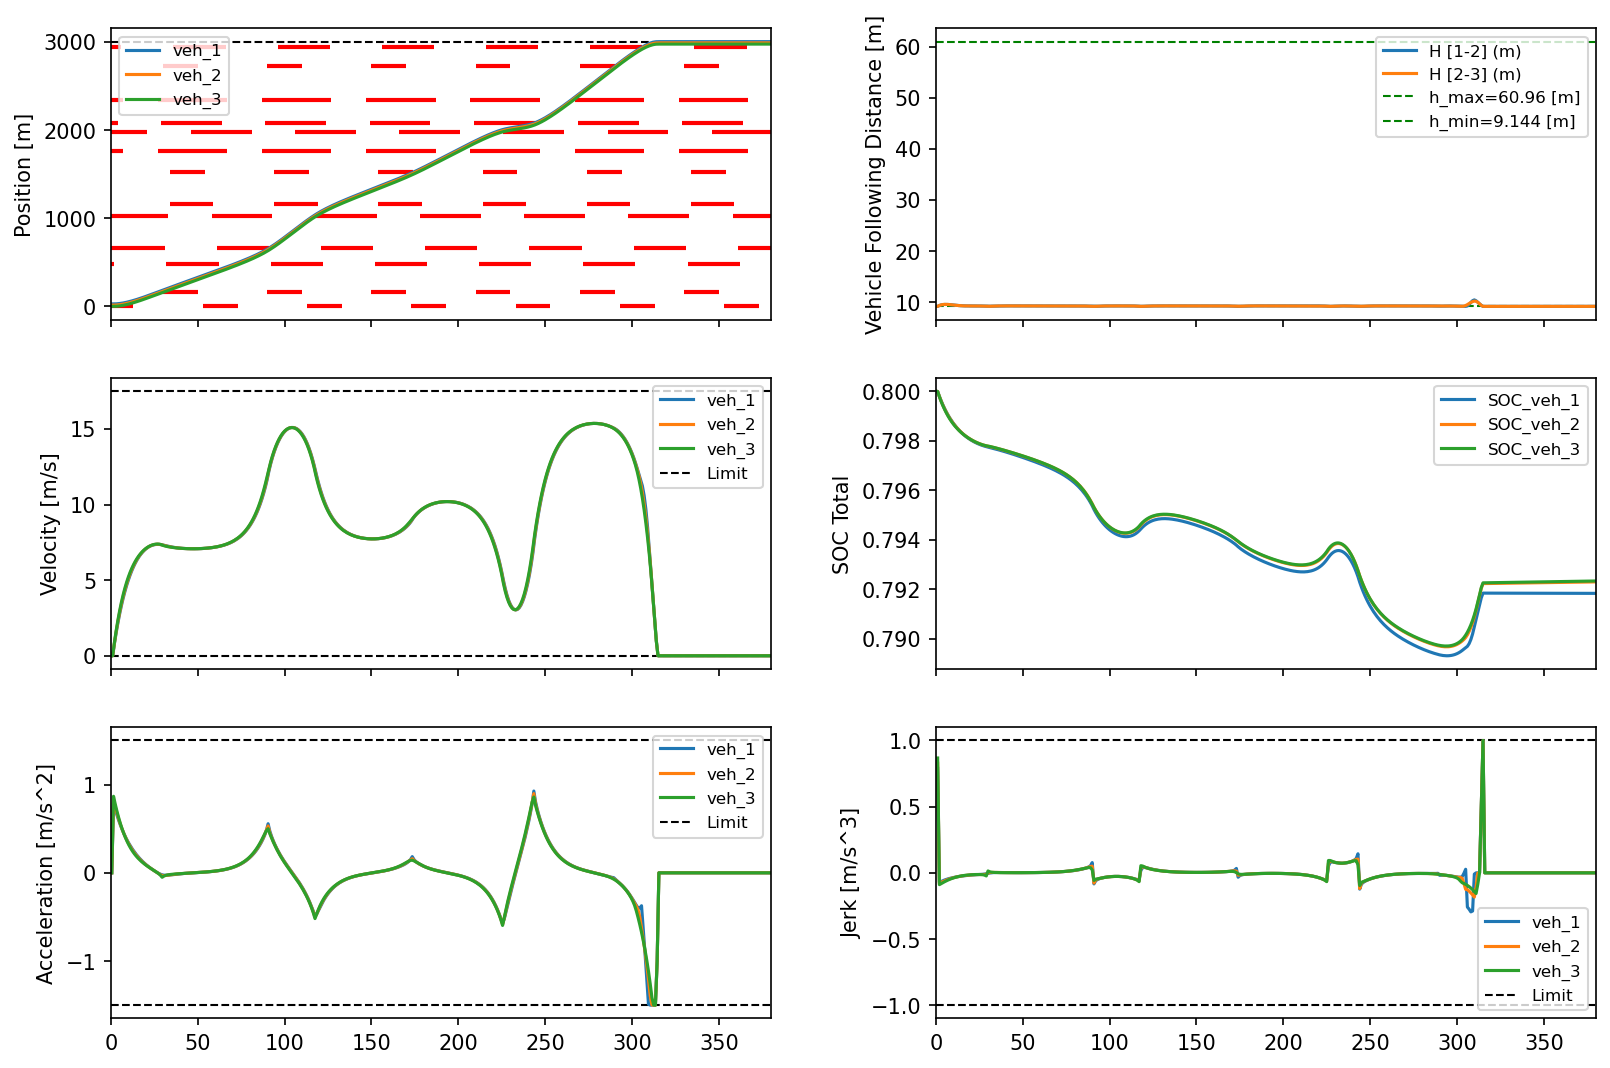 Position [m]
3000
2000
1000
0
veh_1
veh_2
veh_3
Vehicle Following Distance [m]
60
50
40
30
20
10
H [1-2] (m)
H [2-3] (m)
h_max=60.96 [m]
h_min=9.144 [m]
Velocity [m/s]
15
10
5
0
veh_1
veh_2
veh_3
Limit
SOC Total
0.800
0.798
0.796
0.794
0.792
0.790
SOC_veh_1
SOC_veh_2
SOC_veh_3
Acceleration [m/s^2]
1
0
−1
veh_1
veh_2
veh_3
Limit
0 50 100 150 200 250 300 350
Jerk [m/s^3]
1.0
0.5
0.0
−0.5
−1.0
veh_1
veh_2
veh_3
Limit
0 50 100 150 200 250 300 350